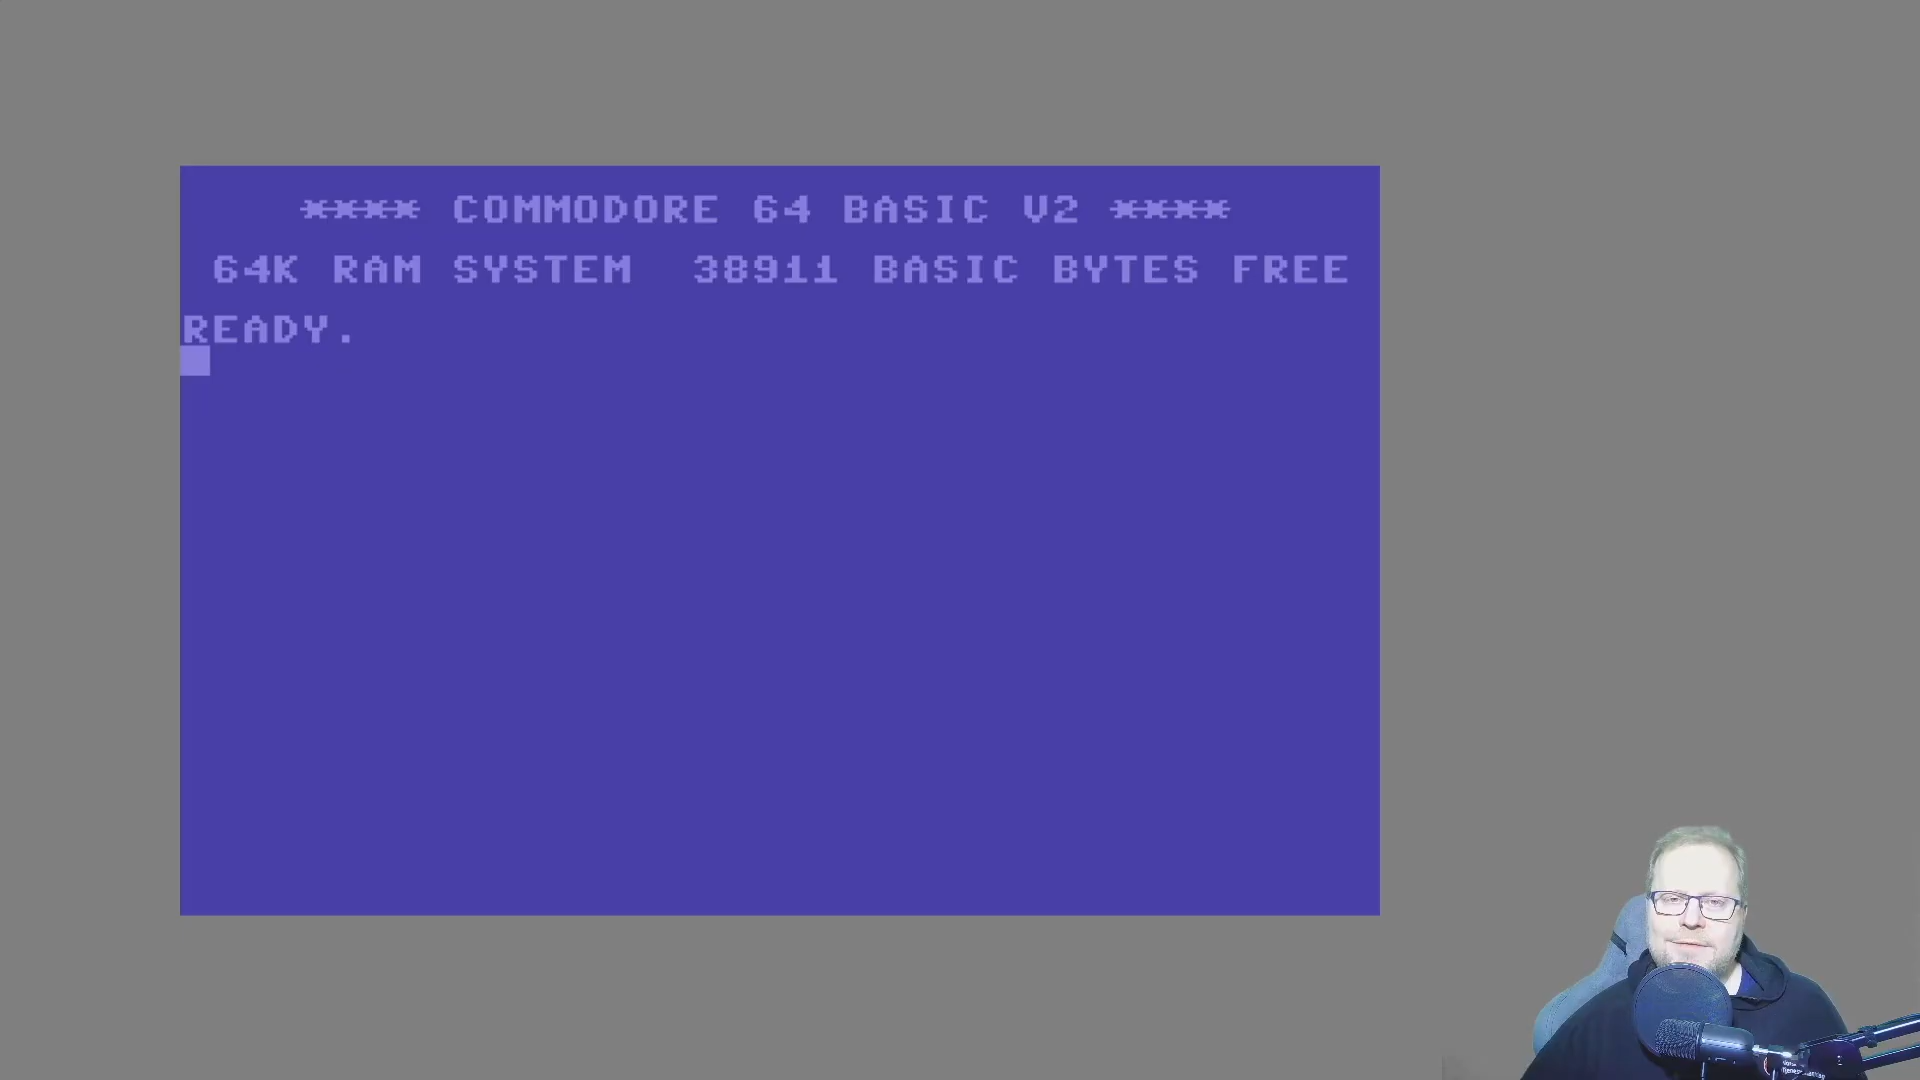 **** COMMODORE 64 BASIC V2 ****
64K RAM SYSTEM  38911 BASIC BYTES FREE
READY.